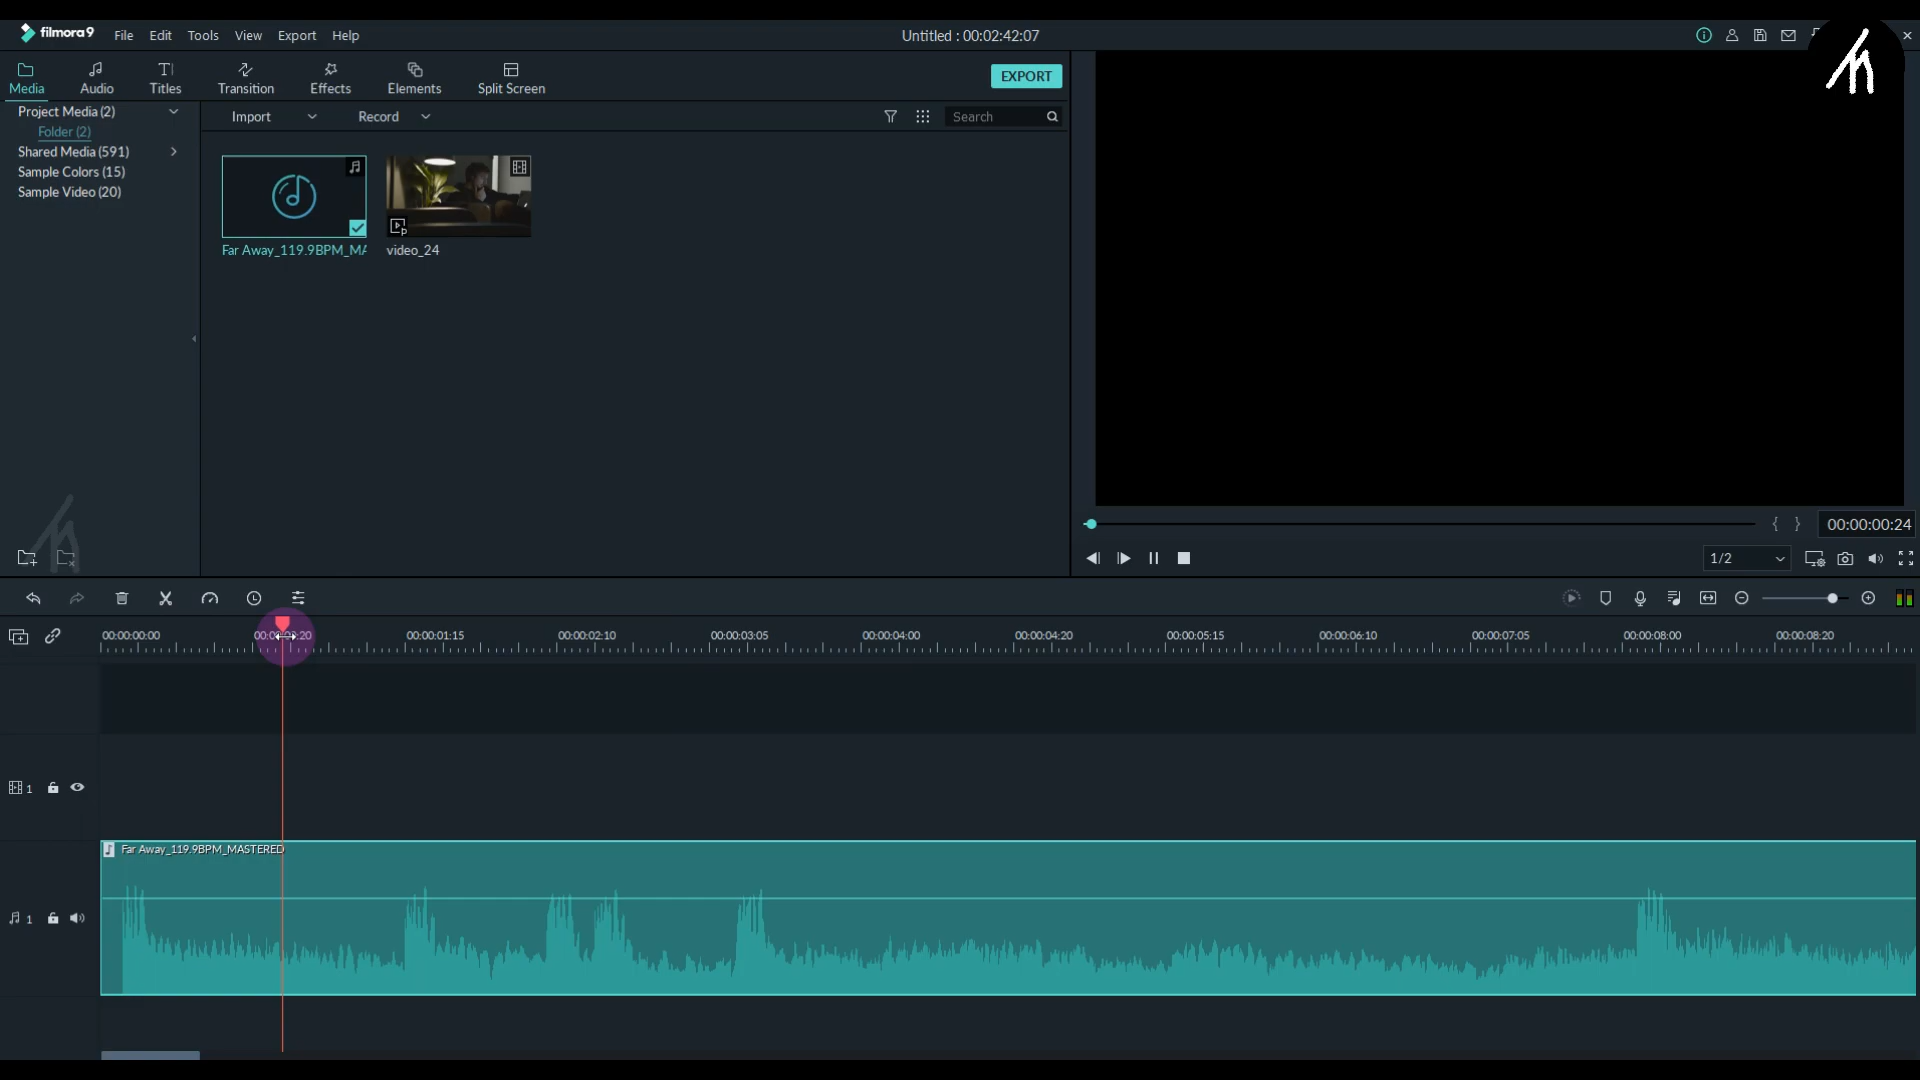 filmora9 File Edit Tools View Export Help
Untitled : 00:02:42:07
Media Audio Titles Transition Effects Elements Split Screen
EXPORT
Project Media (2)
Folder (2)
Shared Media (591)
Sample Colors (15)
Sample Video (20)
Import Record Search
Far Away_119.9BPM_MA
video_24
00:00:00:24
1/2
00:00:00:00 00:00:01:15 00:00:02:10 00:00:03:05 00:00:04:00 00:00:04:20 00:00:05:15 00:00:06:10 00:00:07:05 00:00:08:00 00:00:08:20
1
Far Away_119.9BPM_MASTERED
1